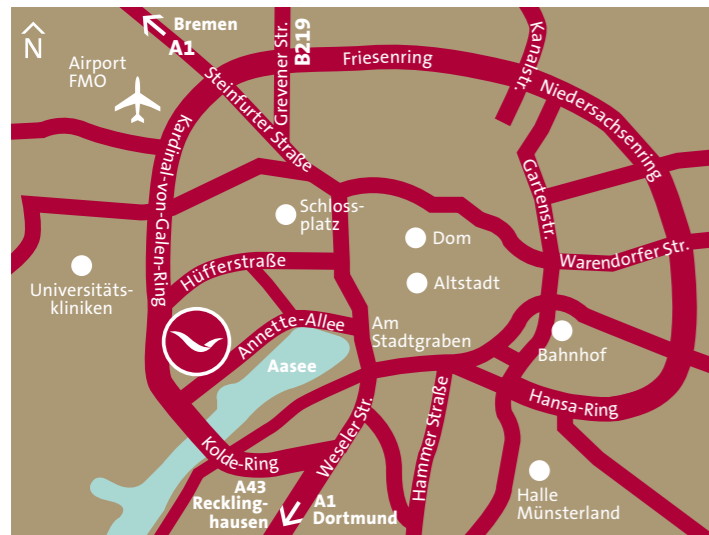 N
Bremen
A1
B219
Grevener Str.
Friesenring
Kanalstr.
Airport
FMO
Steinfurter Straße
Niedersachsenring
Kardinal-von-Galen-Ring
Gartenstr.
Schloss-
platz
Dom
Warendorfer Str.
Universitäts-
kliniken
Hüfferstraße
Altstadt
Annette-Allee
Am
Stadtgraben
Bahnhof
Aasee
Hansa-Ring
Kolde-Ring
Weseler Str.
Hammer Straße
A43
Reckling-
hausen
A1
Dortmund
Halle
Münsterland